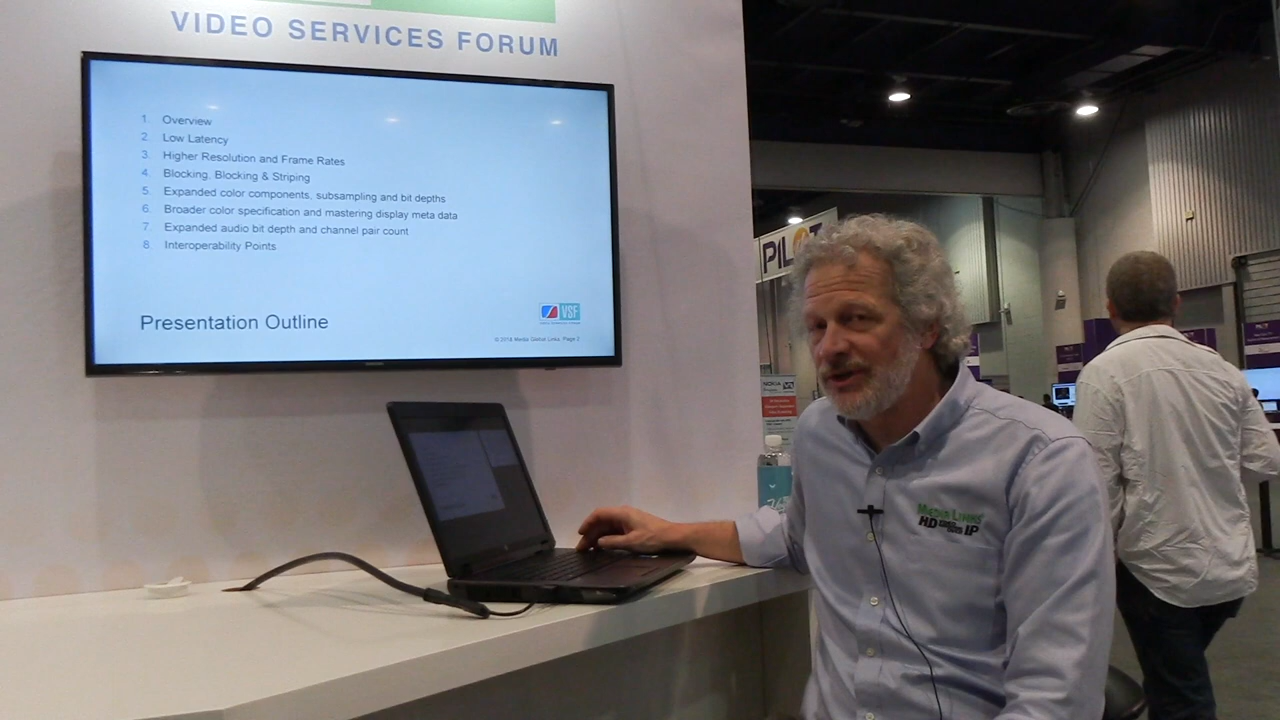 VIDEO SERVICES FORUM
1. Overview
2. Low Latency
3. Higher Resolution and Frame Rates
4. Blocking, Blocking & Striping
5. Expanded color components, subsampling and bit depths
6. Broader color specification and mastering display meta data
7. Expanded audio bit depth and channel pair count
8. Interoperability Points
Presentation Outline
VSF
© 2018 Media Global Links, Page 2
PILOT
NOKIA
MEDIA LINKS
HD IP